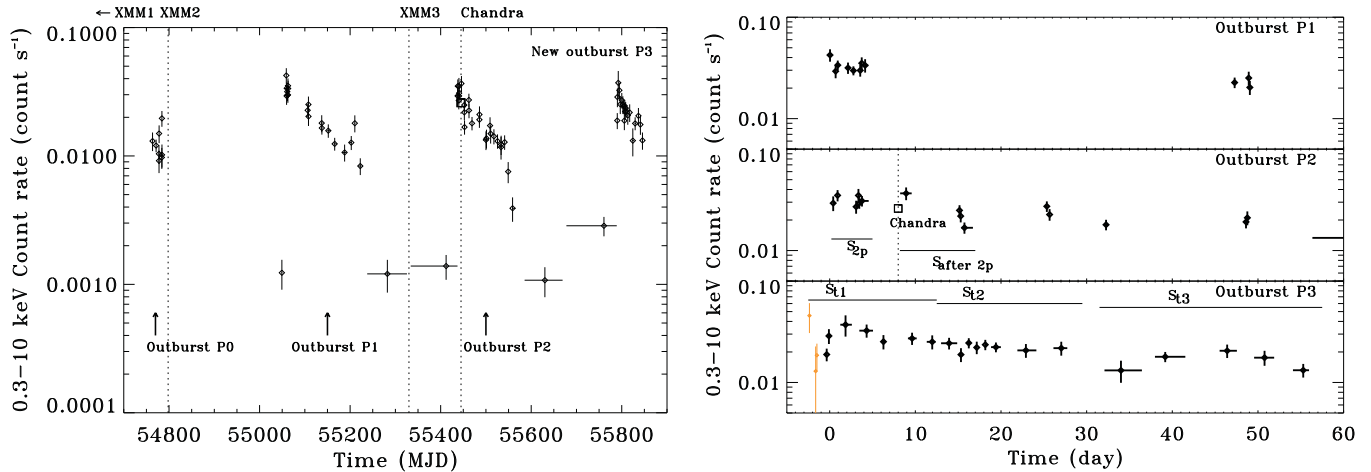 ← XMM1 XMM2 XMM3 Chandra
0.3−10 keV Count rate (count s⁻¹)
0.1000
0.0100
0.0010
0.0001
New outburst P3
Outburst P0
Outburst P1
Outburst P2
54800 55000 55200 55400 55600 55800
Time (MJD)
0.3−10 keV Count rate (count s⁻¹)
0.10
0.01
Outburst P1
0.10
0.01
Outburst P2
Chandra
S2p
Safter 2p
0.10
0.01
Outburst P3
St1
St2
St3
0 10 20 30 40 50 60
Time (day)